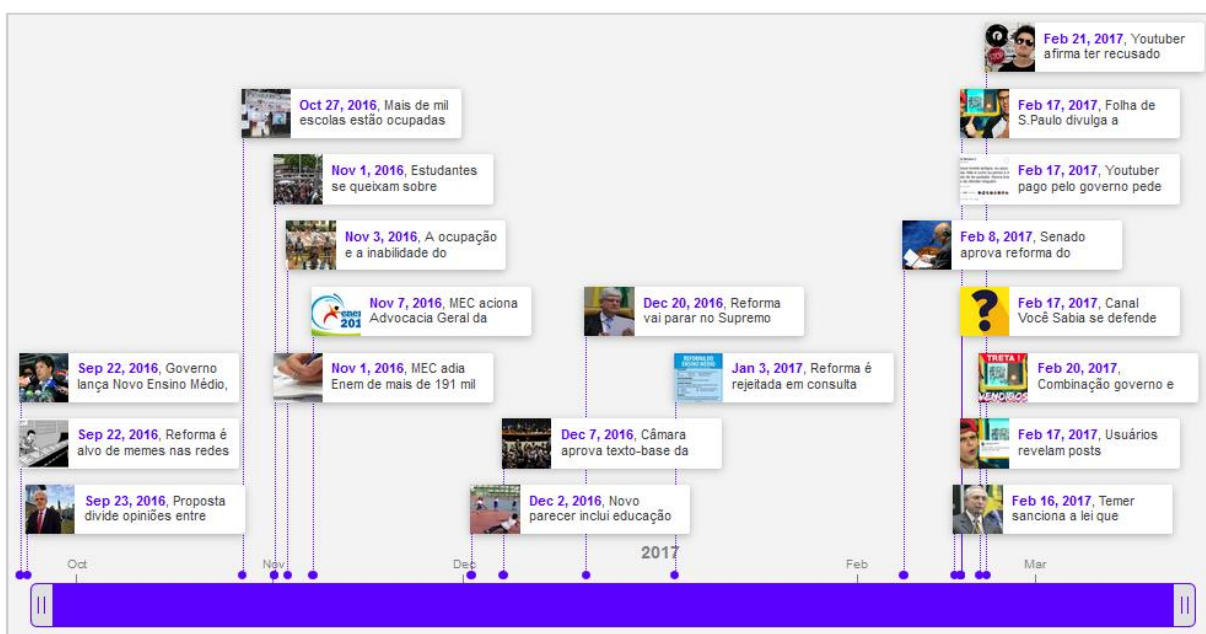 Feb 21, 2017, Youtuber
afirma ter recusado
Oct 27, 2016, Mais de mil
escolas estão ocupadas
Feb 17, 2017, Folha de
S.Paulo divulga a
Nov 1, 2016, Estudantes
se queixam sobre
Feb 17, 2017, Youtuber
pago pelo governo pede
Nov 3, 2016, A ocupação
e a inabilidade do
Feb 8, 2017, Senado
aprova reforma do
Nov 7, 2016, MEC aciona
Advocacia Geral da
Dec 20, 2016, Reforma
vai parar no Supremo
Feb 17, 2017, Canal
Você Sabia se defende
Sep 22, 2016, Governo
lança Novo Ensino Médio,
Nov 1, 2016, MEC adia
Enem de mais de 191 mil
REFORMA DO
ENSINO MÉDIO
Jan 3, 2017, Reforma é
rejeitada em consulta
TRETA!
VENDIDOS
Feb 20, 2017,
Combinação governo e
Sep 22, 2016, Reforma é
alvo de memes nas redes
Dec 7, 2016, Câmara
aprova texto-base da
Feb 17, 2017, Usuários
revelam posts
Sep 23, 2016, Proposta
divide opiniões entre
Dec 2, 2016, Novo
parecer inclui educação
Feb 16, 2017, Temer
sanciona a lei que
2017
Oct
Nov
Dec
Feb
Mar